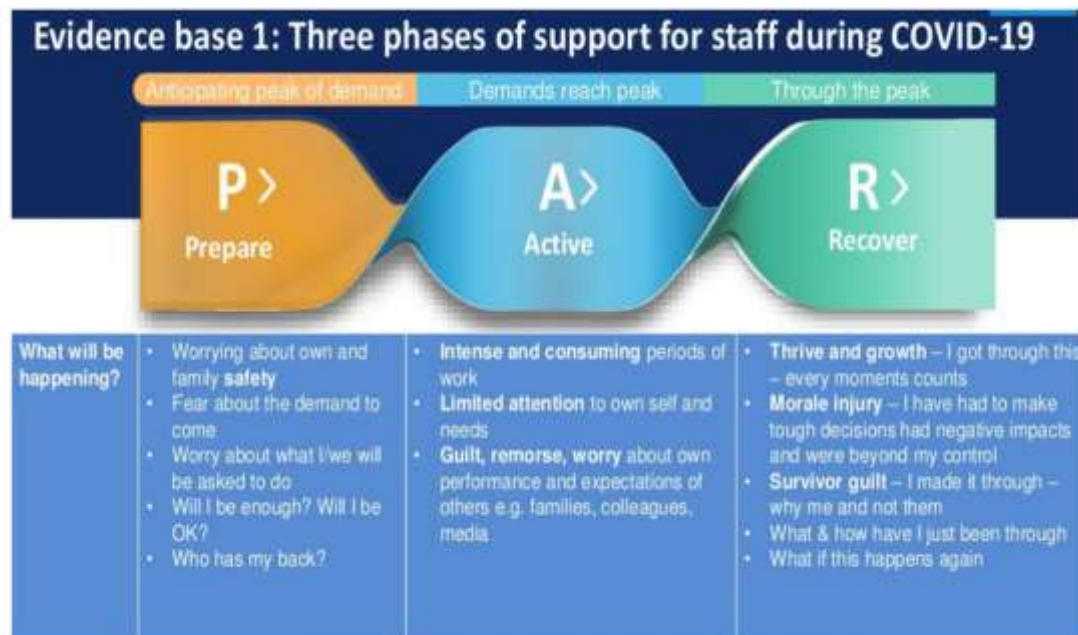 Evidence base 1: Three phases of support for staff during COVID-19
Anticipating peak of demand
Demands reach peak
Through the peak
P >
Prepare
A >
Active
R >
Recover
What will be
happening?
• Worrying about own and
family safety
• Fear about the demand to
come
• Worry about what I/we will
be asked to do
• Will I be enough? Will I be
OK?
• Who has my back?
• Intense and consuming periods of
work
• Limited attention to own self and
needs
• Guilt, remorse, worry about own
performance and expectations of
others e.g. families, colleagues,
media
• Thrive and growth – I got through this
– every moments counts
• Morale injury – I have had to make
tough decisions had negative impacts
and were beyond my control
• Survivor guilt – I made it through –
why me and not them
• What & how have I just been through
• What if this happens again